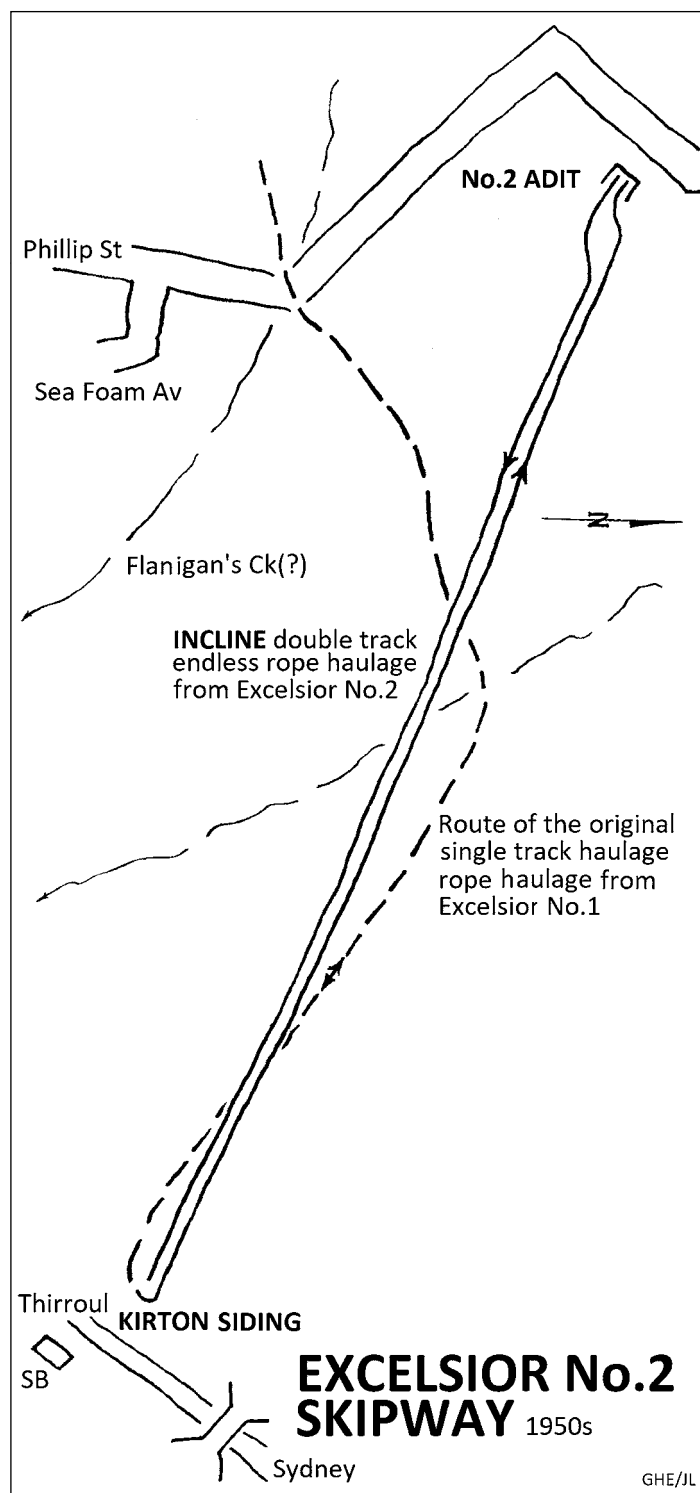 No.2 ADIT
Phillip St
Sea Foam Av
N
Flanigan's Ck(?)
INCLINE double track
endless rope haulage
from Excelsior No.2
Route of the original
single track haulage
rope haulage from
Excelsior No.1
Thirroul
KIRTON SIDING
SB
EXCELSIOR No.2
SKIPWAY 1950s
Sydney
GHE/JL